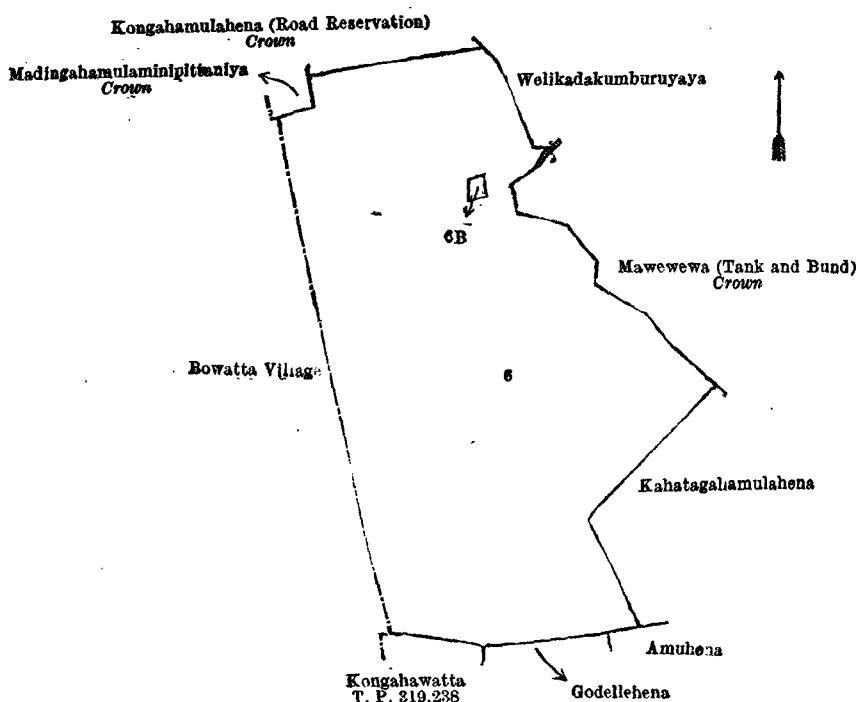 Kongahamulahena (Road Reservation)
Crown
Madingahamulaminipittaniya
Crown
Welikadakumburuyaya
6B
Mawewewa (Tank and Bund)
Crown
Bowatta Village
6
Kahatagahamulahena
Amuhena
Kongahawatta
T. P. 319,238
Godellehena